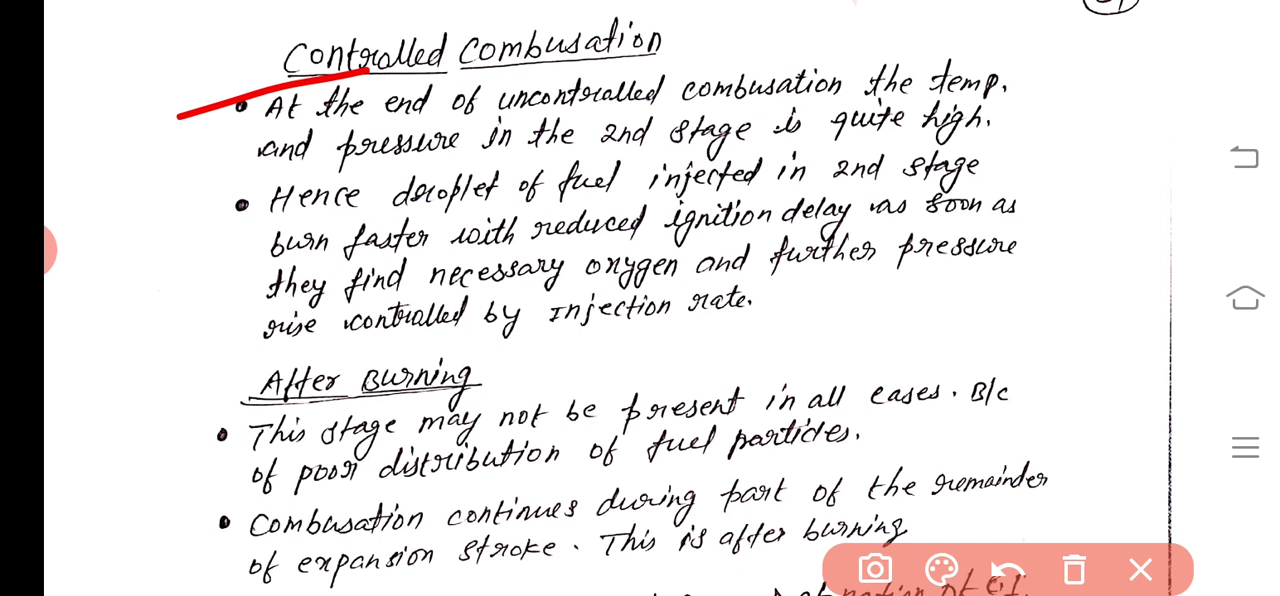 Controlled Combusation
• At the end of uncontrolled combusation the temp.
and pressure in the 2nd stage is quite high.
• Hence droplet of fuel injected in 2nd stage
burn faster with reduced ignition delay as soon as
they find necessary oxygen and further pressure
rise controlled by Injection rate.
After Burning
• This stage may not be present in all cases. B/c
of poor distribution of fuel particles.
• Combusation continues during part of the remainder
of expansion stroke. This is after burning
of CI